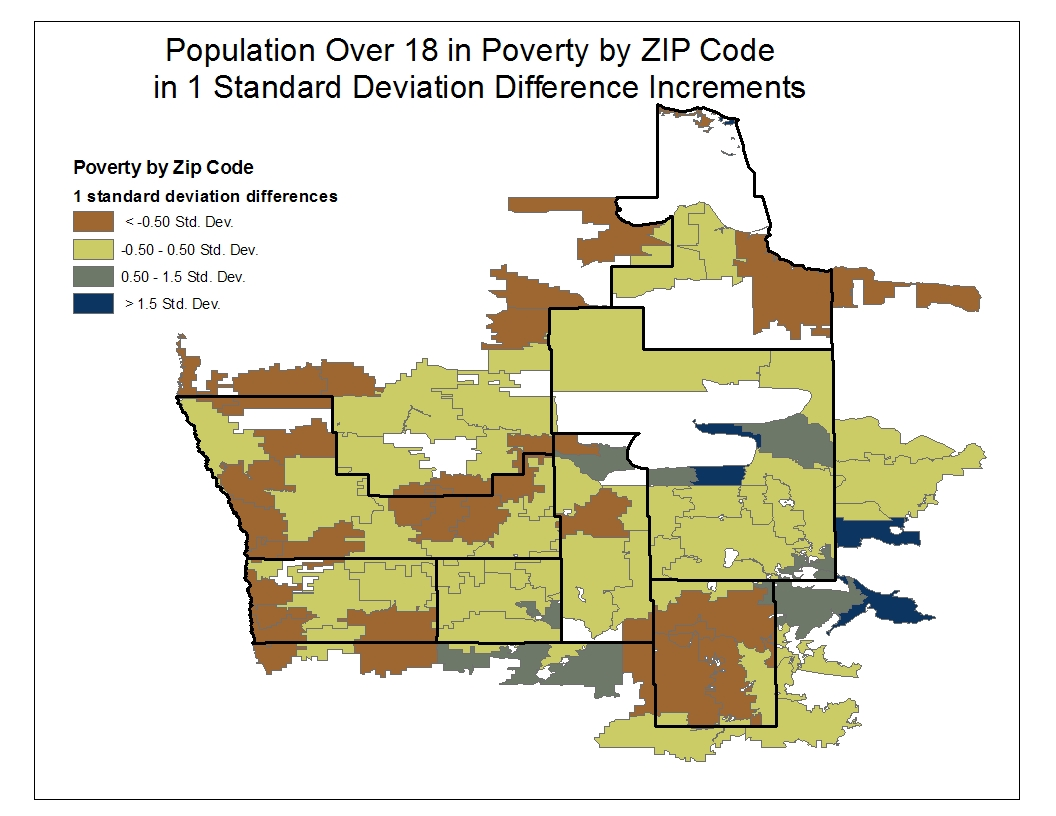 Population Over 18 in Poverty by ZIP Code
in 1 Standard Deviation Difference Increments
Poverty by Zip Code
1 standard deviation differences
< -0.50 Std. Dev.
-0.50 - 0.50 Std. Dev.
0.50 - 1.5 Std. Dev.
> 1.5 Std. Dev.